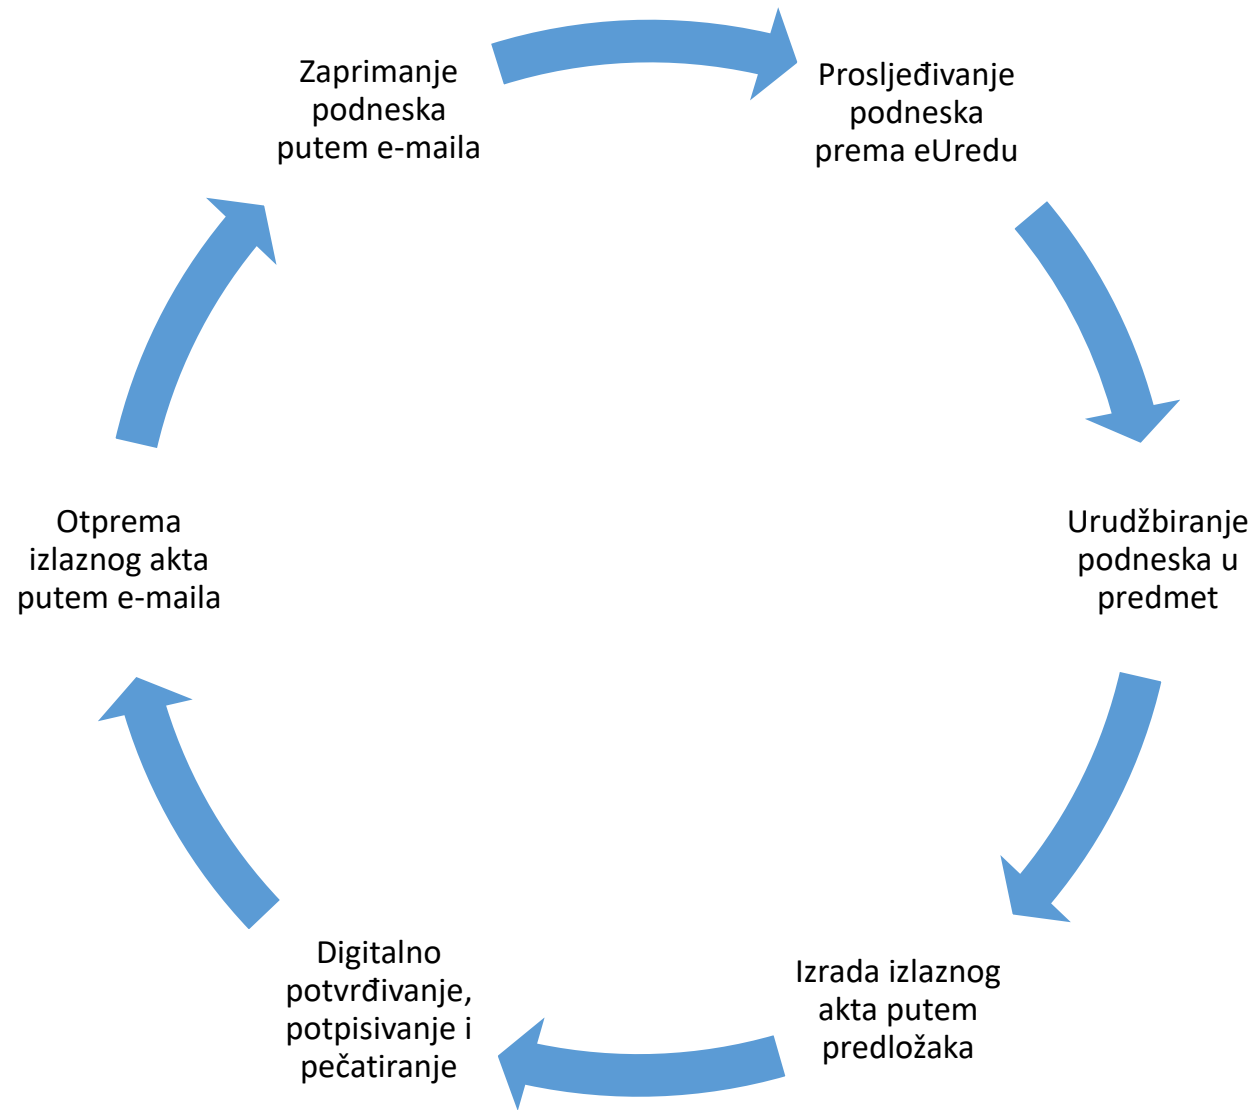 Zaprimanje
podneska
putem e-maila
Prosljeđivanje
podneska
prema eUredu
Urudžbiranje
podneska u
predmet
Izrada izlaznog
akta putem
predložaka
Digitalno
potvrđivanje,
potpisivanje i
pečatiranje
Otprema
izlaznog akta
putem e-maila